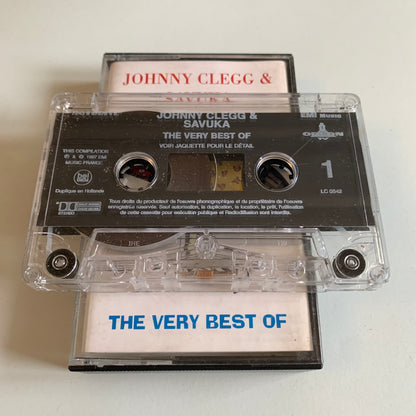 JOHNNY CLEGG &
SAVUKA
JOHNNY CLEGG &
SAVUKA
THE VERY BEST OF
VOIR JAQUETTE POUR LE DÉTAIL
EMI Music
THIS COMPILATION
℗ & © 1997 EMI
MUSIC FRANCE
Duplique en Hollande
1
LC 0542
STEREO
Tous droits du producteur de l'oeuvre phonographique et du propriétaire de l'oeuvre
enregistrée réservés. Sauf autorisation, la duplication, la location, le prêt, l'utilisation
de cette cassette pour exécution publique et Radiodiffusion sont interdits.
THE VERY BEST OF